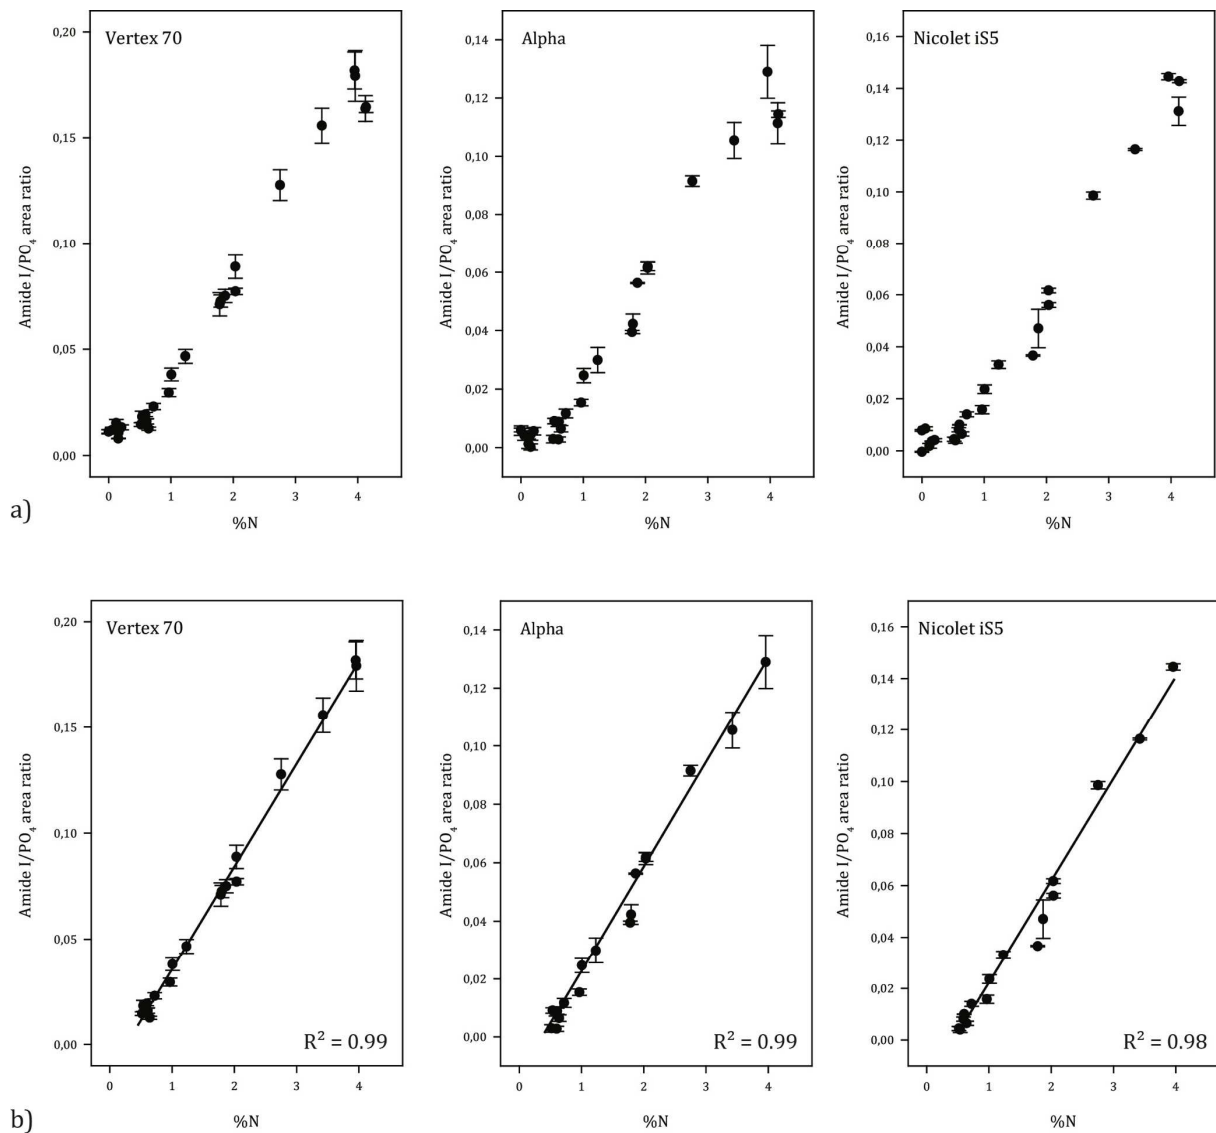 Vertex 70
0,20
0,15
0,10
0,05
0,00
Amide I/PO₄ area ratio
0 1 2 3 4
%N
Alpha
0,14
0,12
0,10
0,08
0,06
0,04
0,02
0,00
Amide I/PO₄ area ratio
0 1 2 3 4
%N
Nicolet iS5
0,16
0,14
0,12
0,10
0,08
0,06
0,04
0,02
0,00
Amide I/PO₄ area ratio
0 1 2 3 4
%N
a)
Vertex 70
0,20
0,15
0,10
0,05
0,00
Amide I/PO₄ area ratio
R² = 0.99
0 1 2 3 4
%N
Alpha
0,14
0,12
0,10
0,08
0,06
0,04
0,02
0,00
Amide I/PO₄ area ratio
R² = 0.99
0 1 2 3 4
%N
Nicolet iS5
0,16
0,14
0,12
0,10
0,08
0,06
0,04
0,02
0,00
Amide I/PO₄ area ratio
R² = 0.98
0 1 2 3 4
%N
b)